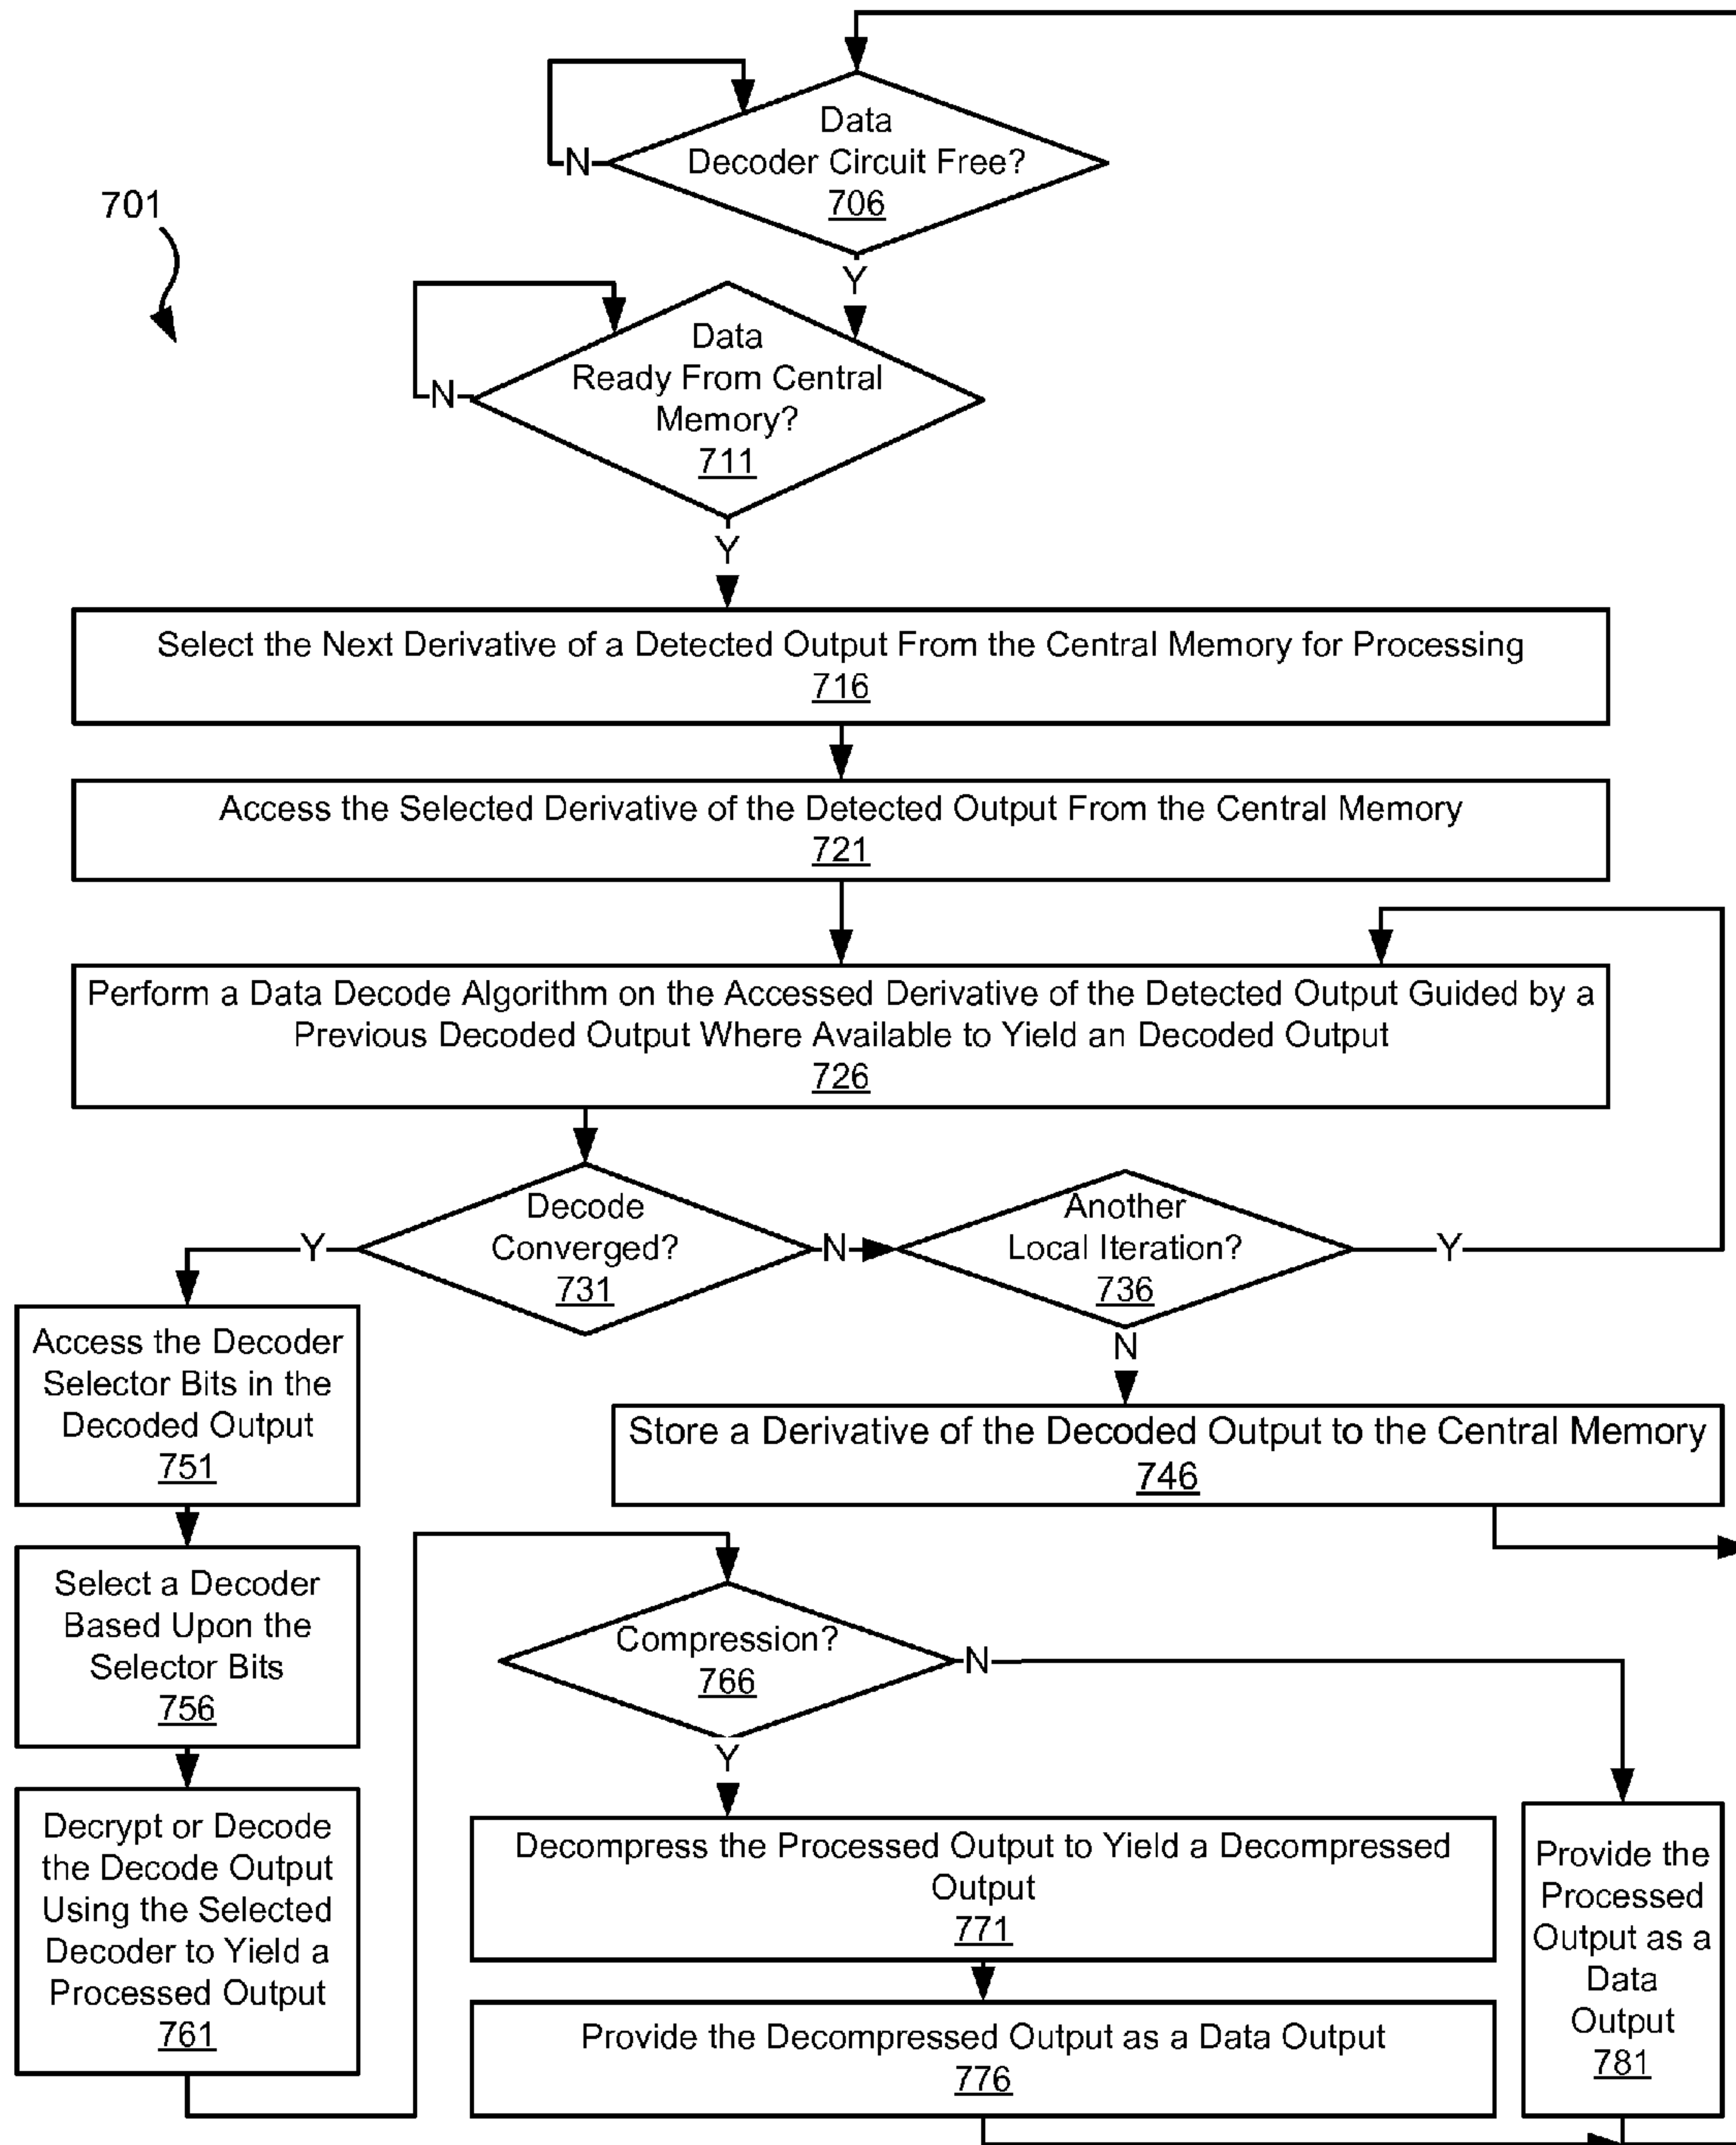 Data
Decoder Circuit Free?
706
N
701
Y
Data
Ready From Central
Memory?
711
N
Y
Select the Next Derivative of a Detected Output From the Central Memory for Processing
716
Access the Selected Derivative of the Detected Output From the Central Memory
721
Perform a Data Decode Algorithm on the Accessed Derivative of the Detected Output Guided by a
Previous Decoded Output Where Available to Yield an Decoded Output
726
Decode
Converged?
731
Y
N
Another
Local Iteration?
736
Y
N
Access the Decoder
Selector Bits in the
Decoded Output
751
Store a Derivative of the Decoded Output to the Central Memory
746
Select a Decoder
Based Upon the
Selector Bits
756
Compression?
766
N
Y
Decrypt or Decode
the Decode Output
Using the Selected
Decoder to Yield a
Processed Output
761
Decompress the Processed Output to Yield a Decompressed
Output
771
Provide the Decompressed Output as a Data Output
776
Provide the
Processed
Output as a
Data
Output
781